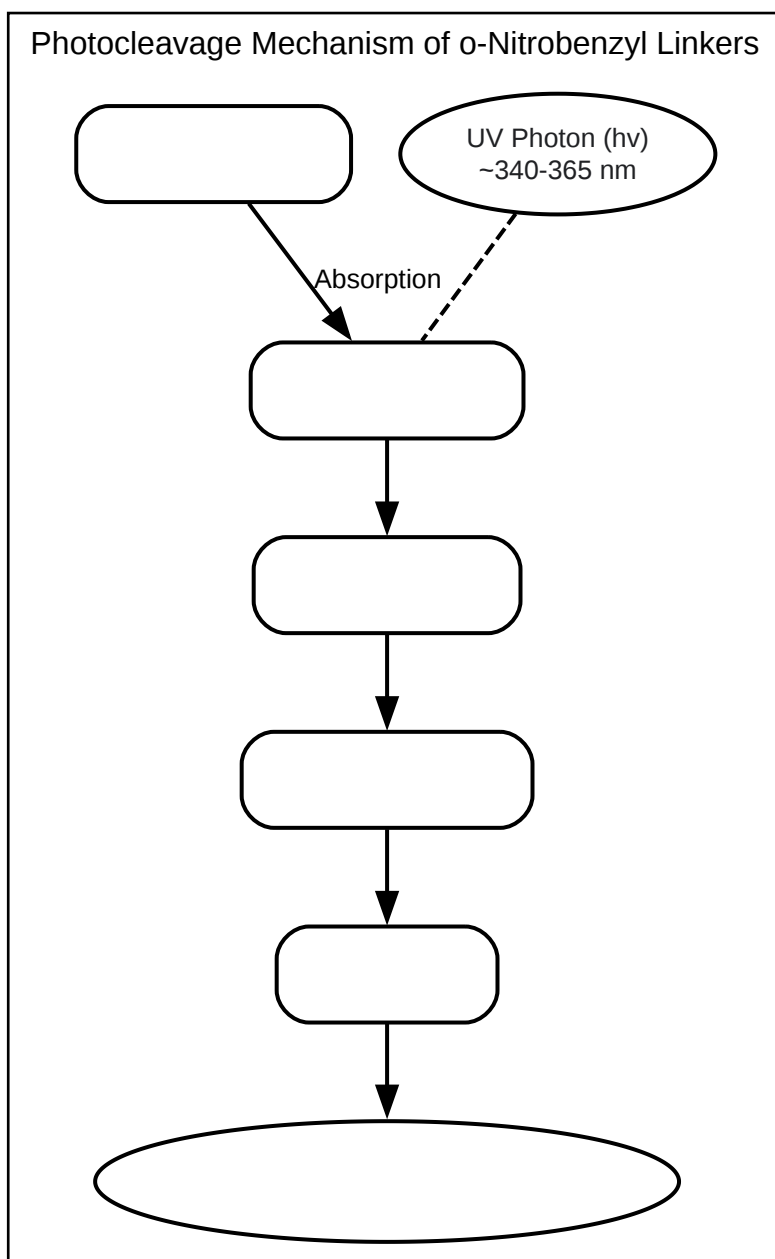 Photocleavage Mechanism of o-Nitrobenzyl Linkers
UV Photon (hv)
~340-365 nm
Absorption